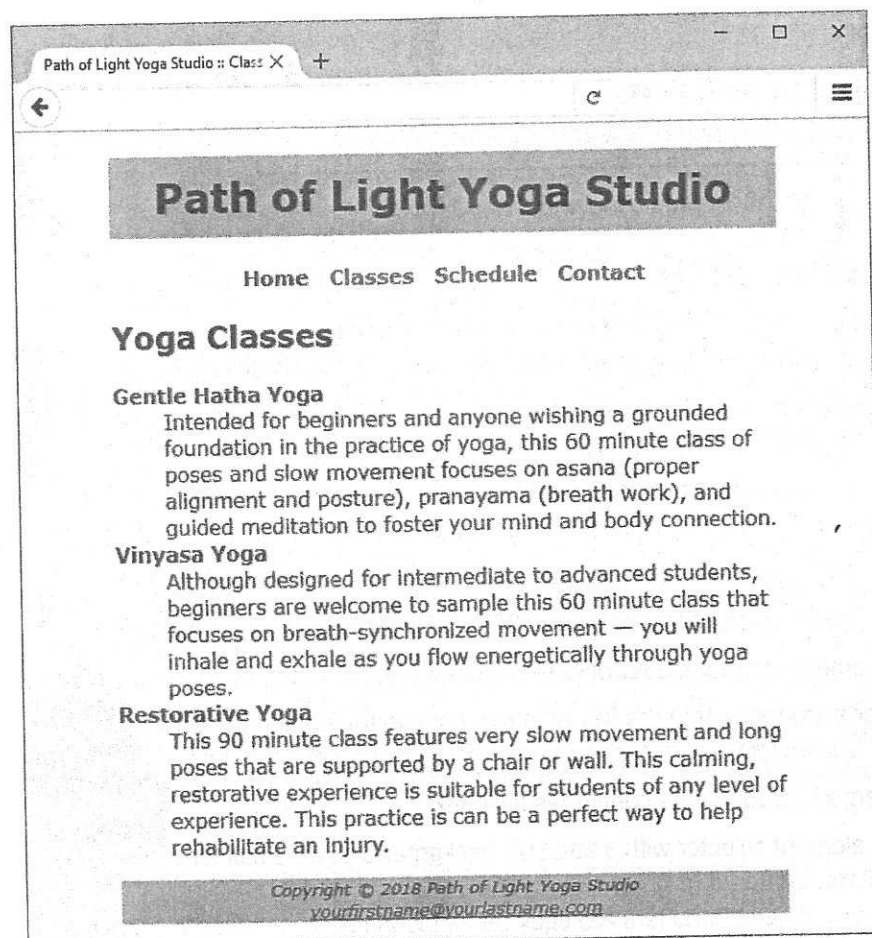 Path of Light Yoga Studio :: Class
Path of Light Yoga Studio
Home Classes Schedule Contact
Yoga Classes
Gentle Hatha Yoga
Intended for beginners and anyone wishing a grounded
foundation in the practice of yoga, this 60 minute class of
poses and slow movement focuses on asana (proper
alignment and posture), pranayama (breath work), and
guided meditation to foster your mind and body connection.
Vinyasa Yoga
Although designed for intermediate to advanced students,
beginners are welcome to sample this 60 minute class that
focuses on breath-synchronized movement — you will
inhale and exhale as you flow energetically through yoga
poses.
Restorative Yoga
This 90 minute class features very slow movement and long
poses that are supported by a chair or wall. This calming,
restorative experience is suitable for students of any level of
experience. This practice is can be a perfect way to help
rehabilitate an injury.
Copyright © 2018 Path of Light Yoga Studio
yourfirstname@yourlastname.com